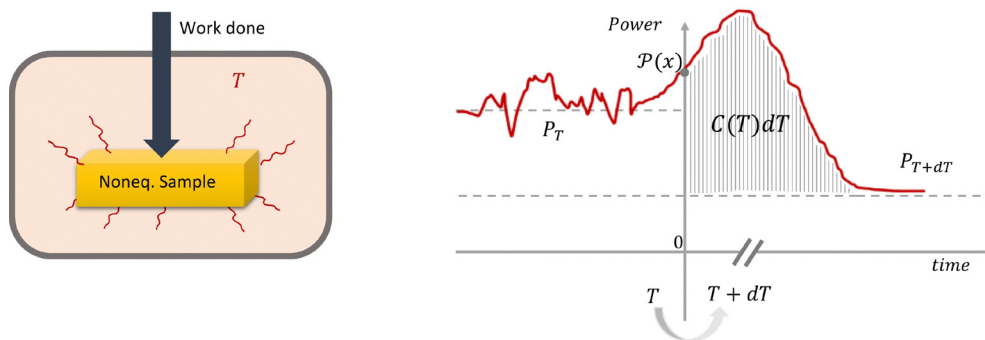 Work done
T
Noneq. Sample
Power
𝒫(x)
P_T
C(T)dT
P_{T+dT}
0
time
T
T + dT